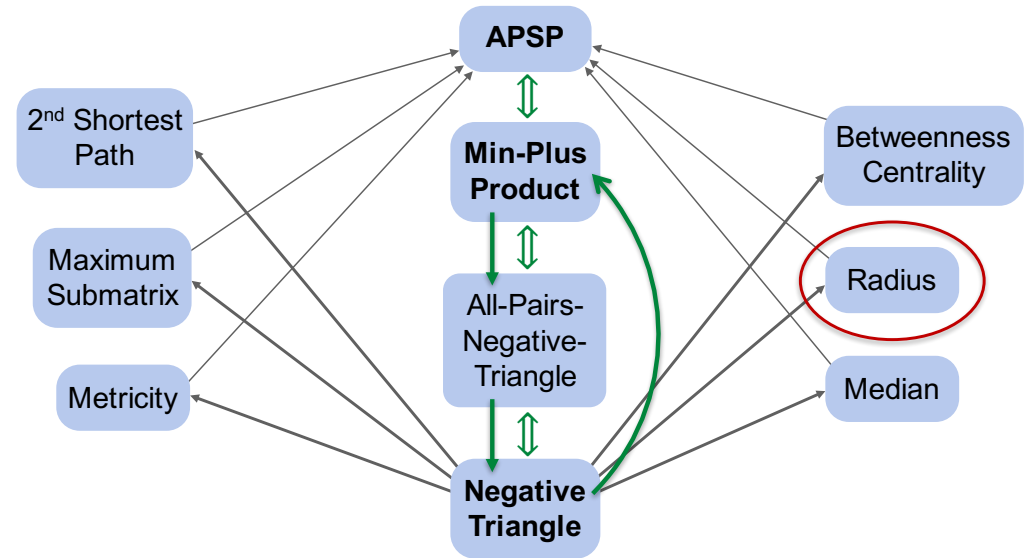 APSP
2nd Shortest
Path
Min-Plus
Product
Betweenness
Centrality
Maximum
Submatrix
All-Pairs-
Negative-
Triangle
Radius
Metricity
Median
Negative
Triangle